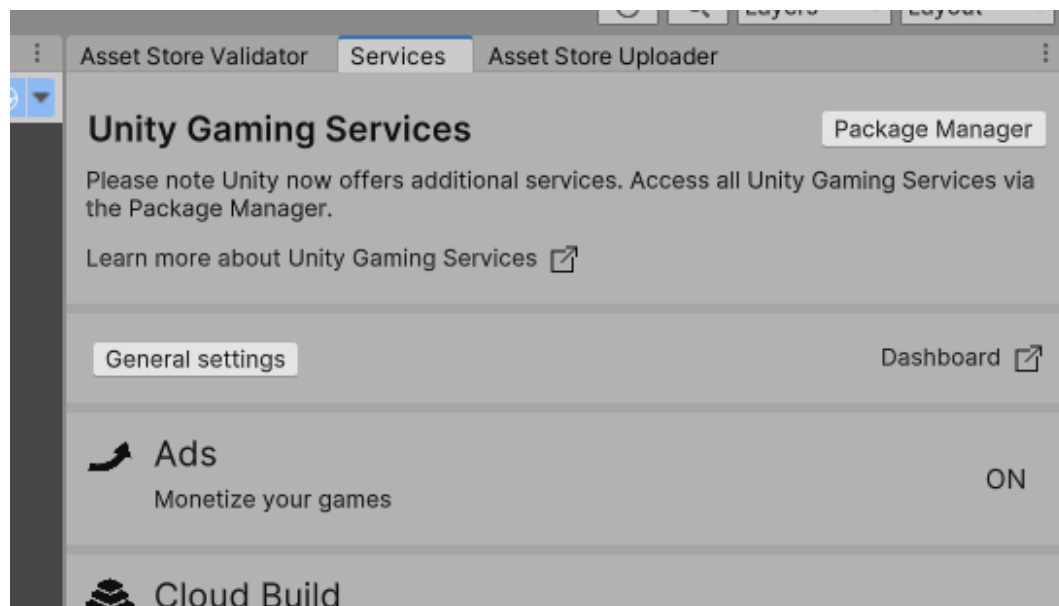 Layers
Layout
Asset Store Validator
Services
Asset Store Uploader
Unity Gaming Services
Package Manager
Please note Unity now offers additional services. Access all Unity Gaming Services via
the Package Manager.
Learn more about Unity Gaming Services
General settings
Dashboard
Ads
Monetize your games
ON
Cloud Build